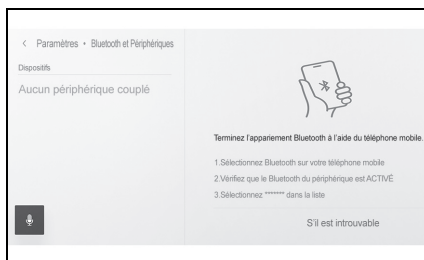 < Paramètres • Bluetooth et Périphériques
Dispositifs
Aucun périphérique couplé
Terminez l'appariement Bluetooth à l'aide du téléphone mobile.
1.Sélectionnez Bluetooth sur votre téléphone mobile
2.Vérifiez que le Bluetooth du périphérique est ACTIVÉ
3.Sélectionnez ******* dans la liste
S'il est introuvable